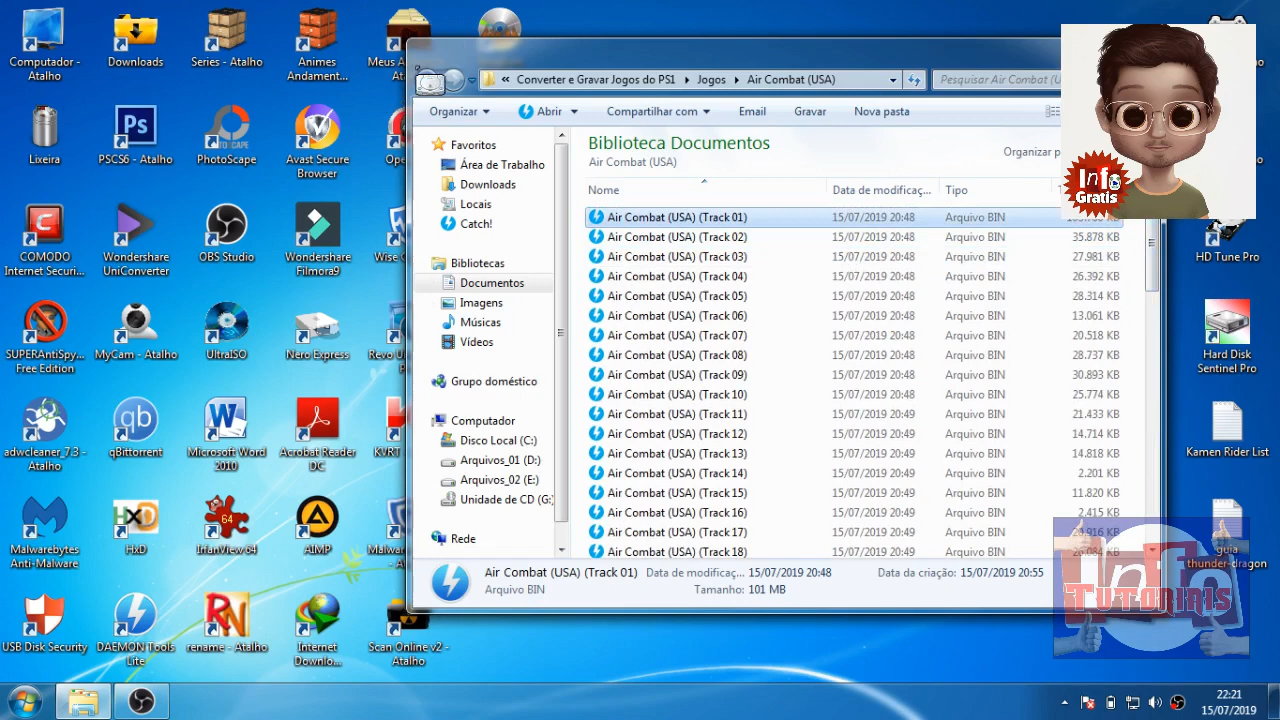 Computador -
Atalho
Downloads
Series - Atalho
Animes
Andament...
Meus A
At
Lixeira
PSCS6 - Atalho
PhotoScape
Avast Secure
Browser
Ope
COMODO
Internet Securi...
Wondershare
UniConverter
OBS Studio
Wondershare
Filmora9
Wise
SUPERAntiSpy...
Free Edition
MyCam - Atalho
UltraISO
Nero Express
Revo U
adwcleaner_7.3 -
Atalho
qBittorrent
Microsoft Word
2010
Acrobat Reader
DC
KVRT
Malwarebytes
Anti-Malware
HxD
IrfanView 64
AIMP
Malwar
USB Disk Security
DAEMON Tools
Lite
rename - Atalho
Internet
Downlo...
Scan Online v2 -
Atalho
« Converter e Gravar Jogos do PS1 Jogos Air Combat (USA)
Pesquisar Air Combat (U
Organizar Abrir Compartilhar com Email Gravar Nova pasta
Favoritos
Área de Trabalho
Downloads
Locais
Catch!
Bibliotecas
Documentos
Imagens
Músicas
Vídeos
Grupo doméstico
Computador
Disco Local (C:)
Arquivos_01 (D:)
Arquivos_02 (E:)
Unidade de CD (G:
Rede
Biblioteca Documentos
Air Combat (USA)
Organizar p
Nome Data de modificaç... Tipo
Air Combat (USA) (Track 01) 15/07/2019 20:48 Arquivo BIN KB
Air Combat (USA) (Track 02) 15/07/2019 20:48 Arquivo BIN 35.878 KB
Air Combat (USA) (Track 03) 15/07/2019 20:48 Arquivo BIN 27.981 KB
Air Combat (USA) (Track 04) 15/07/2019 20:48 Arquivo BIN 26.392 KB
Air Combat (USA) (Track 05) 15/07/2019 20:48 Arquivo BIN 28.314 KB
Air Combat (USA) (Track 06) 15/07/2019 20:48 Arquivo BIN 13.061 KB
Air Combat (USA) (Track 07) 15/07/2019 20:48 Arquivo BIN 20.518 KB
Air Combat (USA) (Track 08) 15/07/2019 20:48 Arquivo BIN 28.737 KB
Air Combat (USA) (Track 09) 15/07/2019 20:48 Arquivo BIN 30.893 KB
Air Combat (USA) (Track 10) 15/07/2019 20:48 Arquivo BIN 25.774 KB
Air Combat (USA) (Track 11) 15/07/2019 20:49 Arquivo BIN 21.433 KB
Air Combat (USA) (Track 12) 15/07/2019 20:49 Arquivo BIN 14.714 KB
Air Combat (USA) (Track 13) 15/07/2019 20:49 Arquivo BIN 14.818 KB
Air Combat (USA) (Track 14) 15/07/2019 20:49 Arquivo BIN 2.201 KB
Air Combat (USA) (Track 15) 15/07/2019 20:49 Arquivo BIN 11.820 KB
Air Combat (USA) (Track 16) 15/07/2019 20:49 Arquivo BIN 2.415 KB
Air Combat (USA) (Track 17) 15/07/2019 20:49 Arquivo BIN KB
Air Combat (USA) (Track 18) 15/07/2019 20:49 Arquivo BIN KB
Air Combat (USA) (Track 01) Data de modificaç... 15/07/2019 20:48 Data da criação: 15/07/2019 20:55
Arquivo BIN Tamanho: 101 MB
Info
Gratis
HD Tune Pro
Hard Disk
Sentinel Pro
Kamen Rider List
guia
thunder-dragon
InFo
TuToriais
22:21
15/07/2019